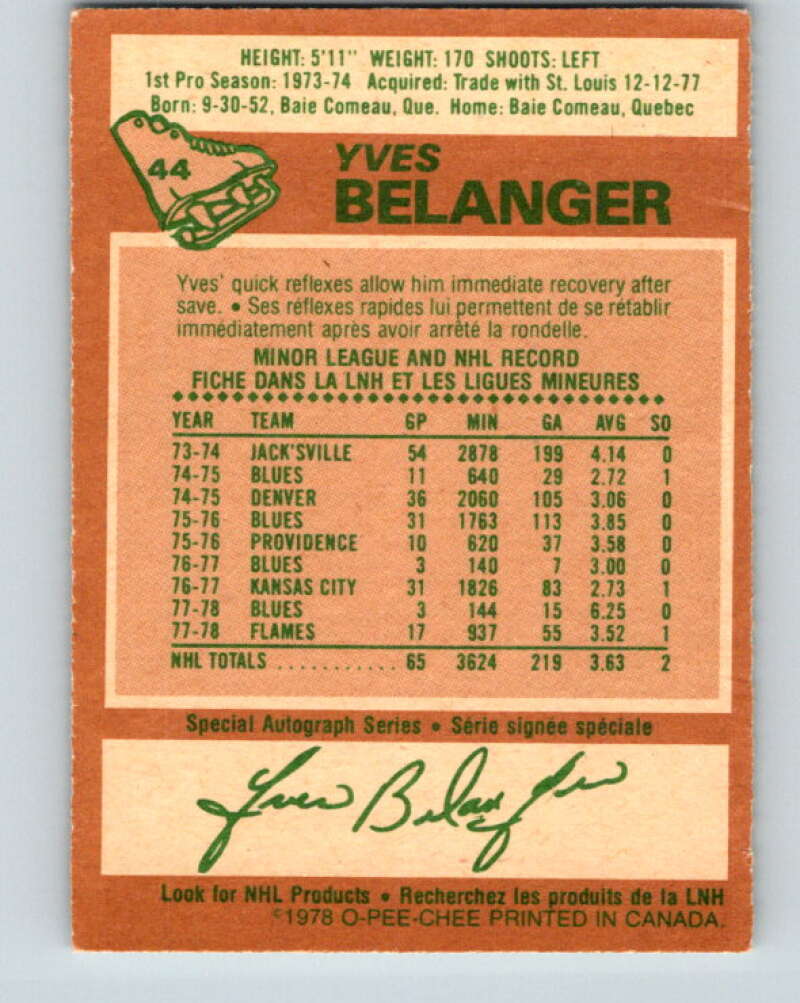 HEIGHT: 5'11" WEIGHT: 170 SHOOTS: LEFT
1st Pro Season: 1973-74 Acquired: Trade with St. Louis 12-12-77
Born: 9-30-52, Baie Comeau, Que. Home: Baie Comeau, Quebec
44
YVES
BELANGER
Yves' quick reflexes allow him immediate recovery after
save. • Ses réflexes rapides lui permettent de se rétablir
immédiatement après avoir arrêté la rondelle.
MINOR LEAGUE AND NHL RECORD
FICHE DANS LA LNH ET LES LIGUES MINEURES
YEAR TEAM GP MIN GA AVG SO
73-74 JACK'SVILLE 54 2878 199 4.14 0
74-75 BLUES 11 640 29 2.72 1
74-75 DENVER 36 2060 105 3.06 0
75-76 BLUES 31 1763 113 3.85 0
75-76 PROVIDENCE 10 620 37 3.58 0
76-77 BLUES 3 140 7 3.00 0
76-77 KANSAS CITY 31 1826 83 2.73 1
77-78 BLUES 3 144 15 6.25 0
77-78 FLAMES 17 937 55 3.52 1
NHL TOTALS ........... 65 3624 219 3.63 2
Special Autograph Series • Série signée spéciale
Yves Belanger
Look for NHL Products • Recherchez les produits de la LNH
©1978 O-PEE-CHEE PRINTED IN CANADA.